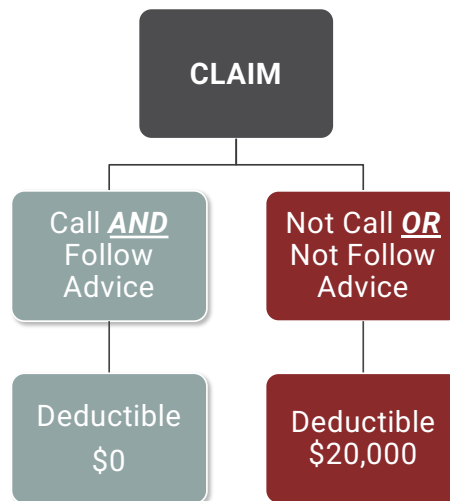 CLAIM
Call AND
Follow
Advice
Not Call OR
Not Follow
Advice
Deductible
$0
Deductible
$20,000